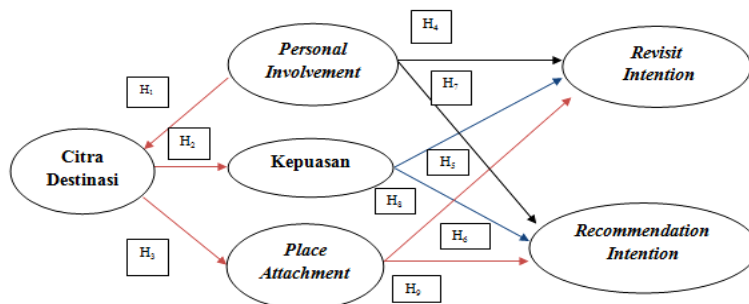 H₄
Personal
Involvement
Revisit
Intention
H₁
H₇
H₂
Citra
Destinasi
Kepuasan
H₅
H₈
H₃
H₆
Place
Attachment
Recommendation
Intention
H₉